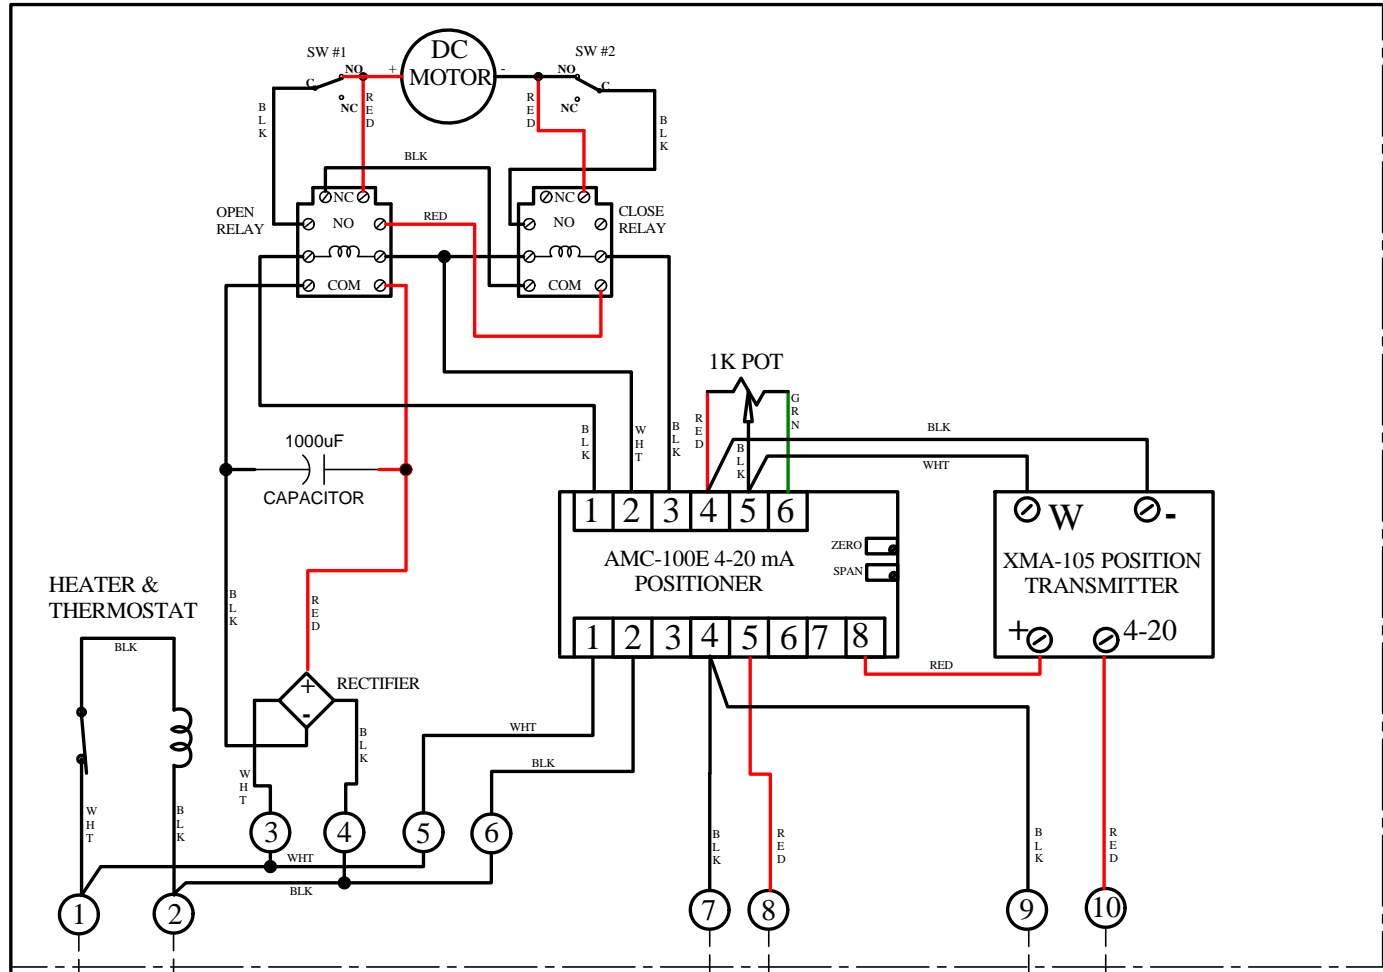 SW #1
DC
MOTOR
+
-
SW #2
NO
C
NC
NO
C
NC
BLK
RED
RED
BLK
BLK
OPEN
RELAY
NC
NO
COM
RED
NC
NO
COM
CLOSE
RELAY
1K POT
1000uF
CAPACITOR
BLK
WHT
BLK
RED
BLK
GRN
BLK
WHT
1 2 3 4 5 6
AMC-100E 4-20 mA
POSITIONER
ZERO
SPAN
1 2 3 4 5 6 7 8
W
-
XMA-105 POSITION
TRANSMITTER
+
4-20
RED
HEATER &
THERMOSTAT
BLK
BLK
RED
+
-
RECTIFIER
WHT
BLK
WHT
BLK
WHT
BLK
3
4
5
6
WHT
BLK
BLK
RED
BLK
RED
1
2
7
8
9
10